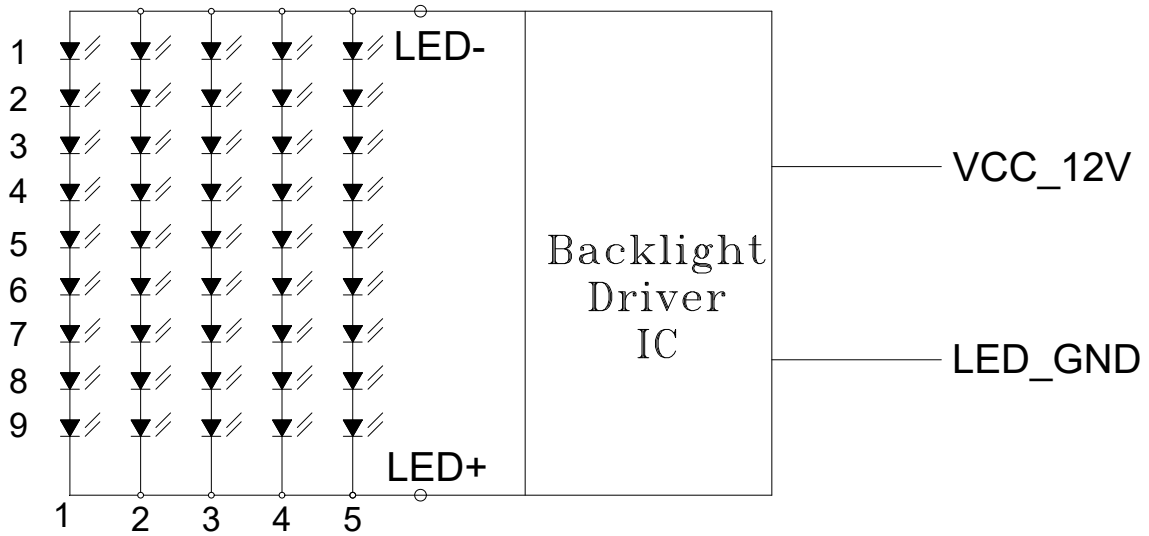 LED-
1
2
3
4
5
6
7
8
9
VCC_12V
Backlight
Driver
IC
LED_GND
LED+
1 2 3 4 5